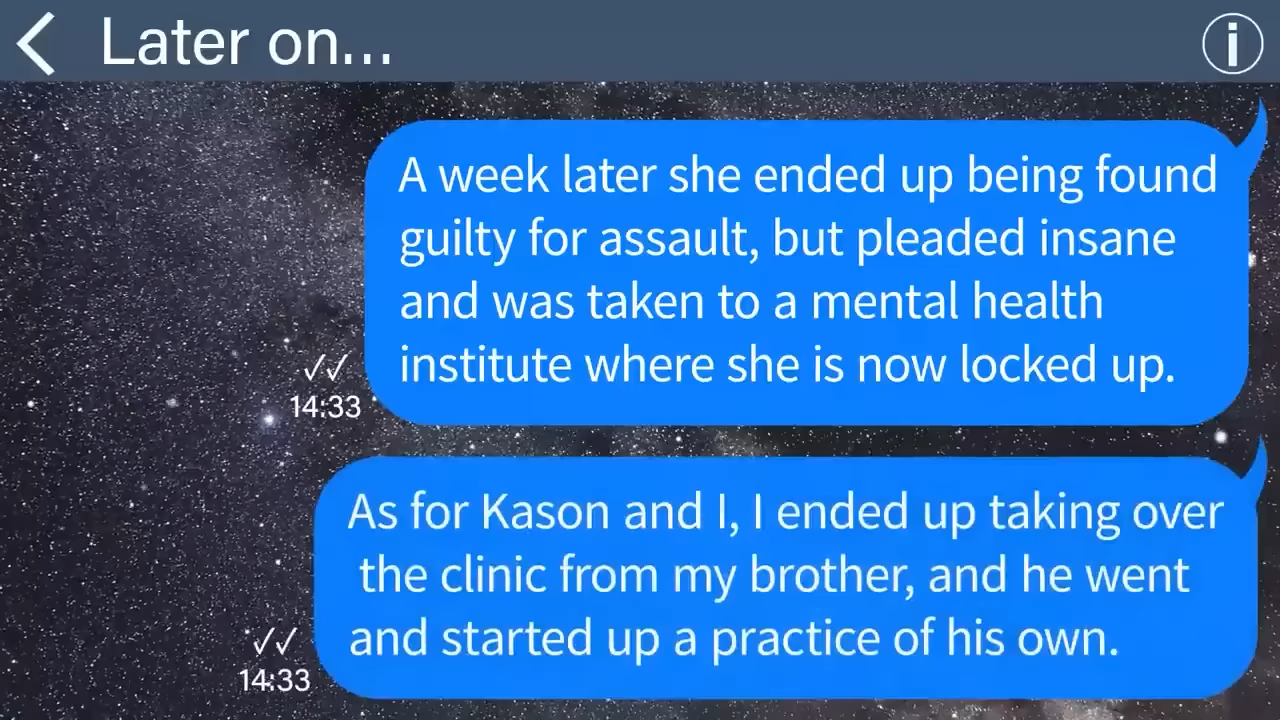 Later on...
A week later she ended up being found
guilty for assault, but pleaded insane
and was taken to a mental health
institute where she is now locked up.
14:33
As for Kason and I, I ended up taking over
the clinic from my brother, and he went
and started up a practice of his own.
14:33